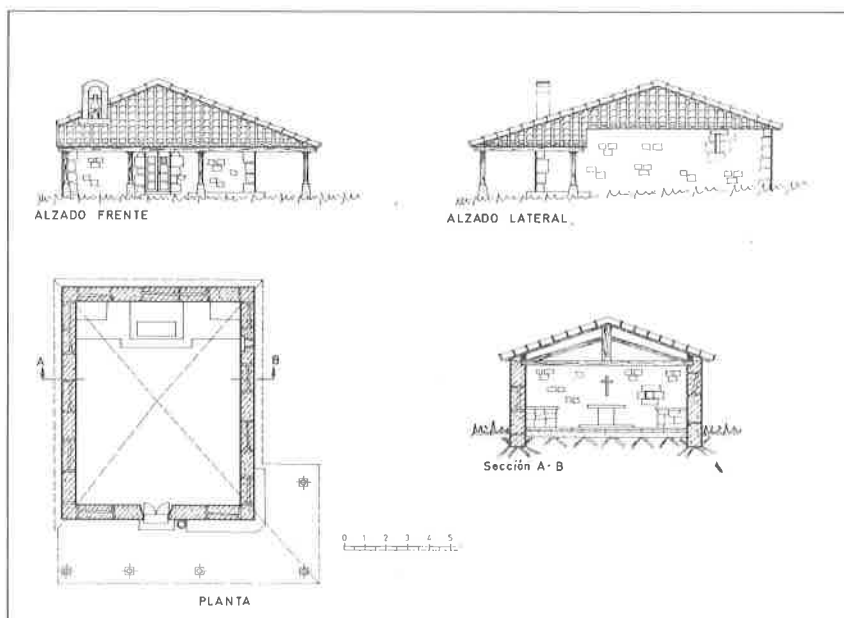 ALZADO FRENTE
ALZADO LATERAL
A
B
Sección A-B
0 1 2 3 4 5
PLANTA